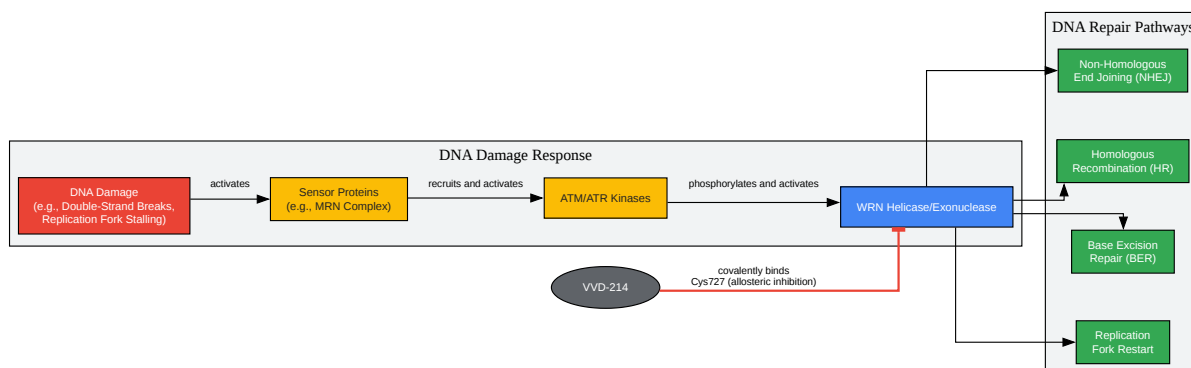 DNA Repair Pathways
Non-Homologous
End Joining (NHEJ)
DNA Damage Response
Homologous
Recombination (HR)
DNA Damage
(e.g., Double-Strand Breaks,
Replication Fork Stalling)
activates
Sensor Proteins
(e.g., MRN Complex)
recruits and activates
ATM/ATR Kinases
phosphorylates and activates
WRN Helicase/Exonuclease
Base Excision
Repair (BER)
VVD-214
covalently binds
Cys727 (allosteric inhibition)
Replication
Fork Restart